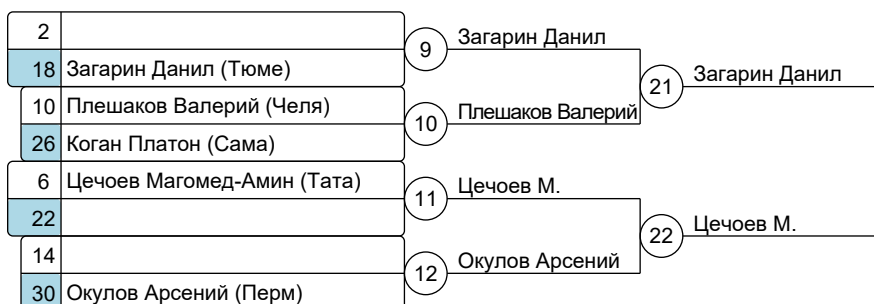 2
9 Загарин Данил
18 Загарин Данил (Тюме)
21 Загарин Данил
10 Плешаков Валерий (Челя)
10 Плешаков Валерий
26 Коган Платон (Сама)
6 Цечоев Магомед-Амин (Тата)
11 Цечоев М.
22
22 Цечоев М.
14
12 Окулов Арсений
30 Окулов Арсений (Перм)